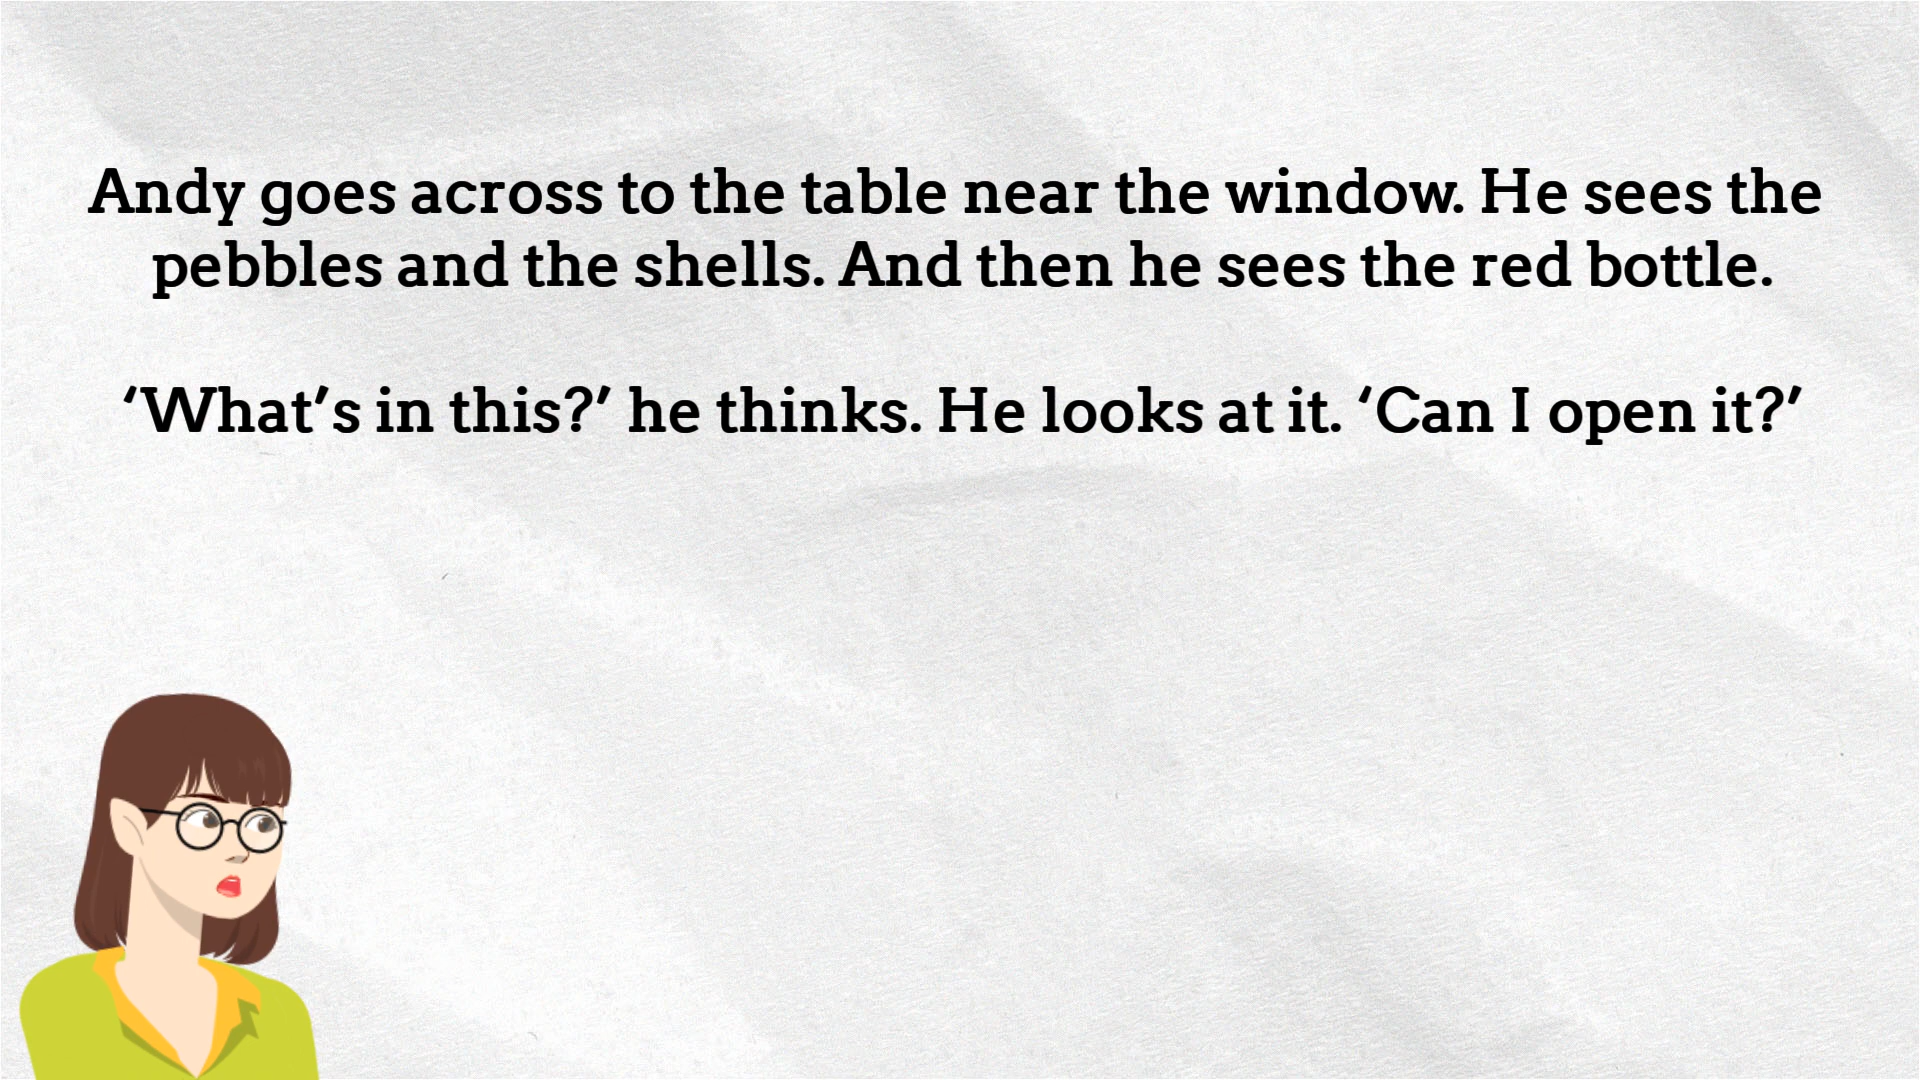 Andy goes across to the table near the window. He sees the
pebbles and the shells. And then he sees the red bottle.
‘What’s in this?’ he thinks. He looks at it. ‘Can I open it?’